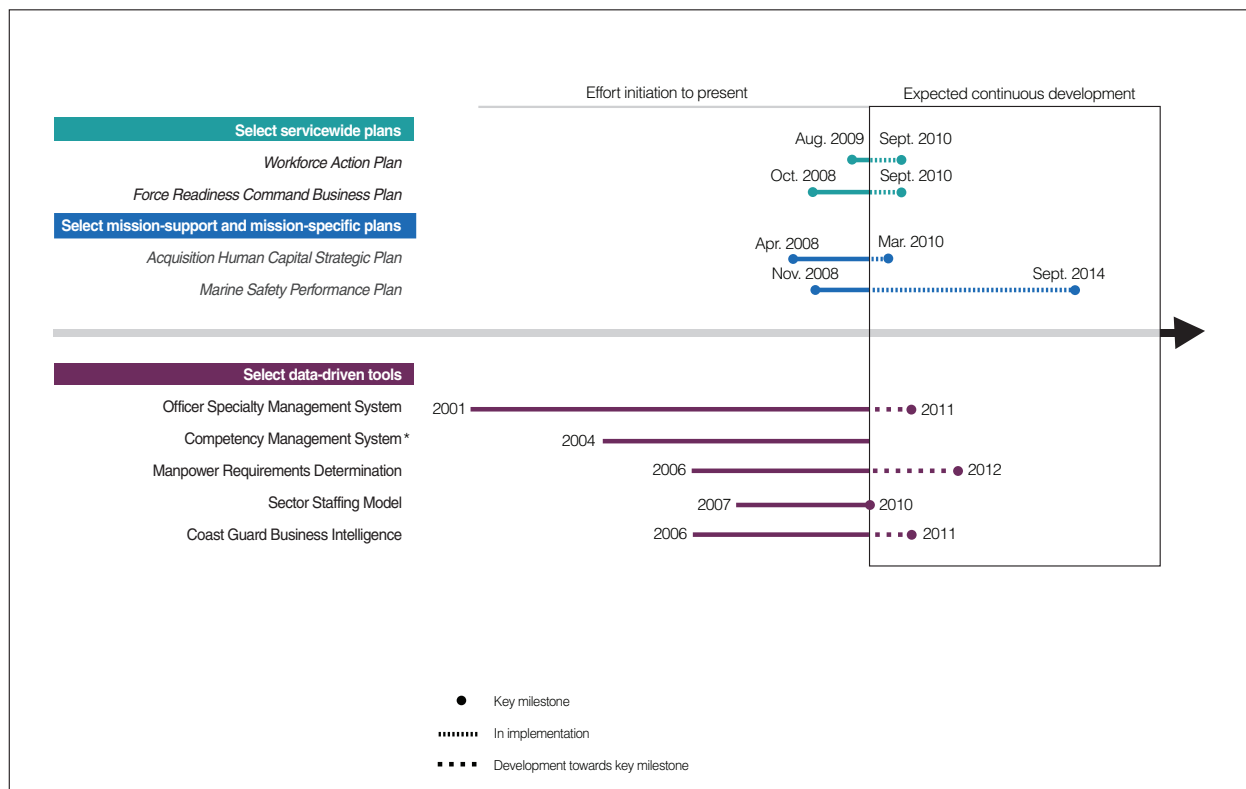 Effort initiation to present
Expected continuous development
Select servicewide plans
Aug. 2009
Sept. 2010
Workforce Action Plan
Oct. 2008
Sept. 2010
Force Readiness Command Business Plan
Select mission-support and mission-specific plans
Apr. 2008
Mar. 2010
Acquisition Human Capital Strategic Plan
Nov. 2008
Sept. 2014
Marine Safety Performance Plan
Select data-driven tools
Officer Specialty Management System
2001
2011
Competency Management System*
2004
Manpower Requirements Determination
2006
2012
Sector Staffing Model
2007
2010
Coast Guard Business Intelligence
2006
2011
Key milestone
In implementation
Development towards key milestone